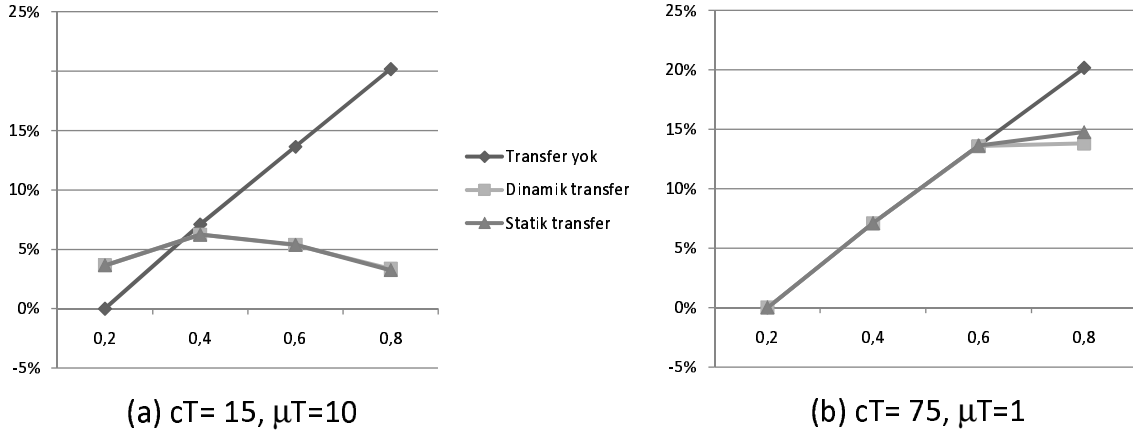 25%
15%
10%
5%
0%
-5%
0,2 0,4 0,6 0,8
(a) cT= 15, µT=10
Transfer yok
Dinamik transfer
Statik transfer
25%
20%
15%
10%
5%
0%
-5%
0,2 0,4 0,6 0,8
(b) cT= 75, µT=1